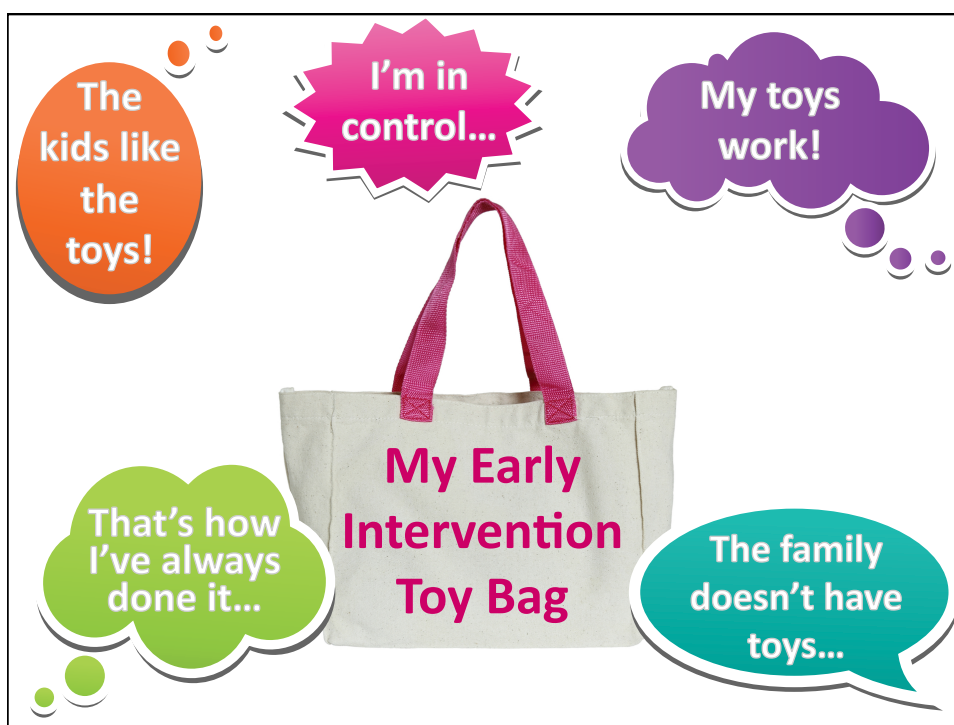 The
kids like
the
toys!
I'm in
control...
My toys
work!
My Early
Intervention
Toy Bag
That's how
I've always
done it...
The family
doesn't have
toys...